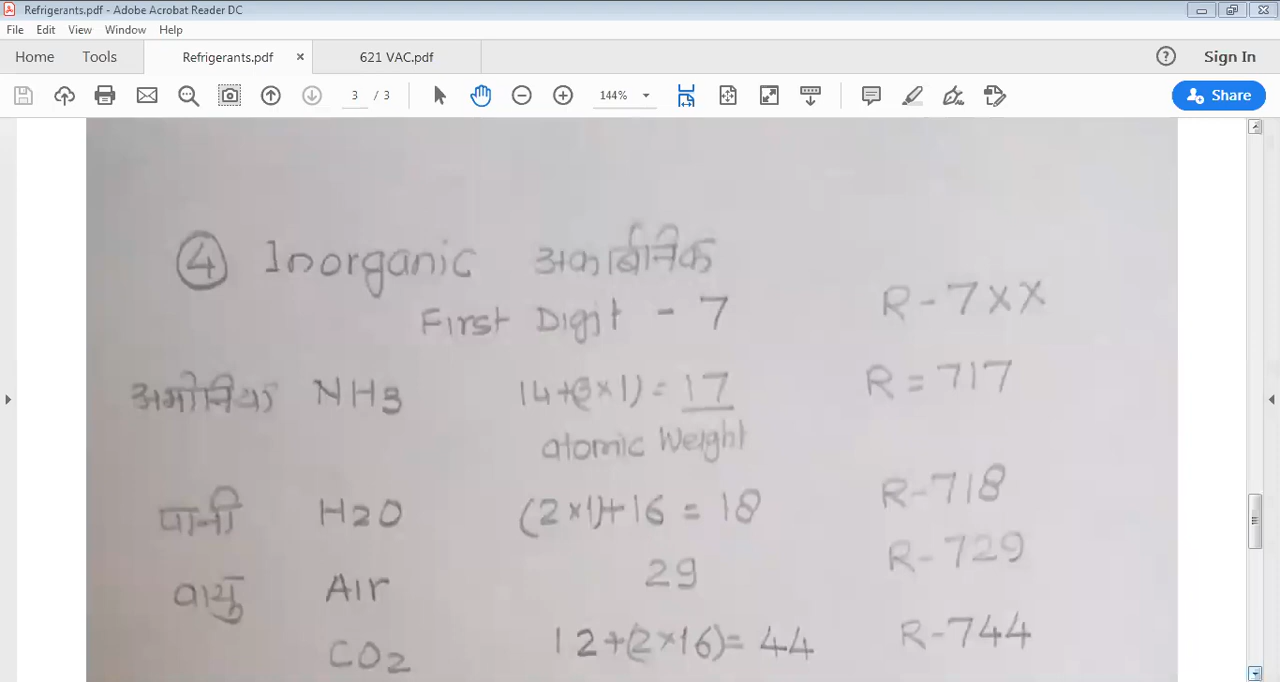 Refrigerants.pdf - Adobe Acrobat Reader DC
File Edit View Window Help
Home Tools Refrigerants.pdf × 621 VAC.pdf ? Sign In
3 / 3 144% Share
4 Inorganic अकार्बनिक
First Digit - 7 R-7XX
अमोनिया NH3 14+(3×1) = 17 R=717
atomic Weight
पानी H2O (2×1)+16 = 18 R-718
वायु Air 29 R-729
CO2 12+(2×16)= 44 R-744